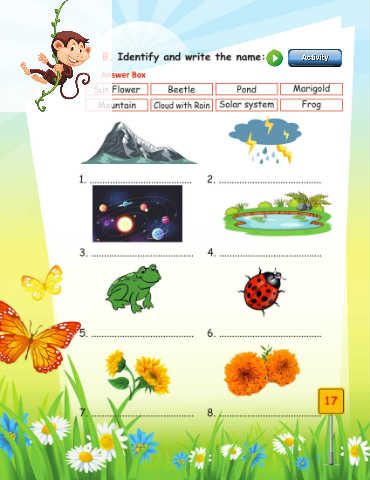 B. Identify and write the name:
Activity
Answer Box
Sun Flower Beetle Pond Marigold
Mountain Cloud with Rain Solar system Frog
1. ................................ 2. ................................
3. ................................ 4. ................................
5. ................................ 6. ................................
7. ................................ 8. ................................
17